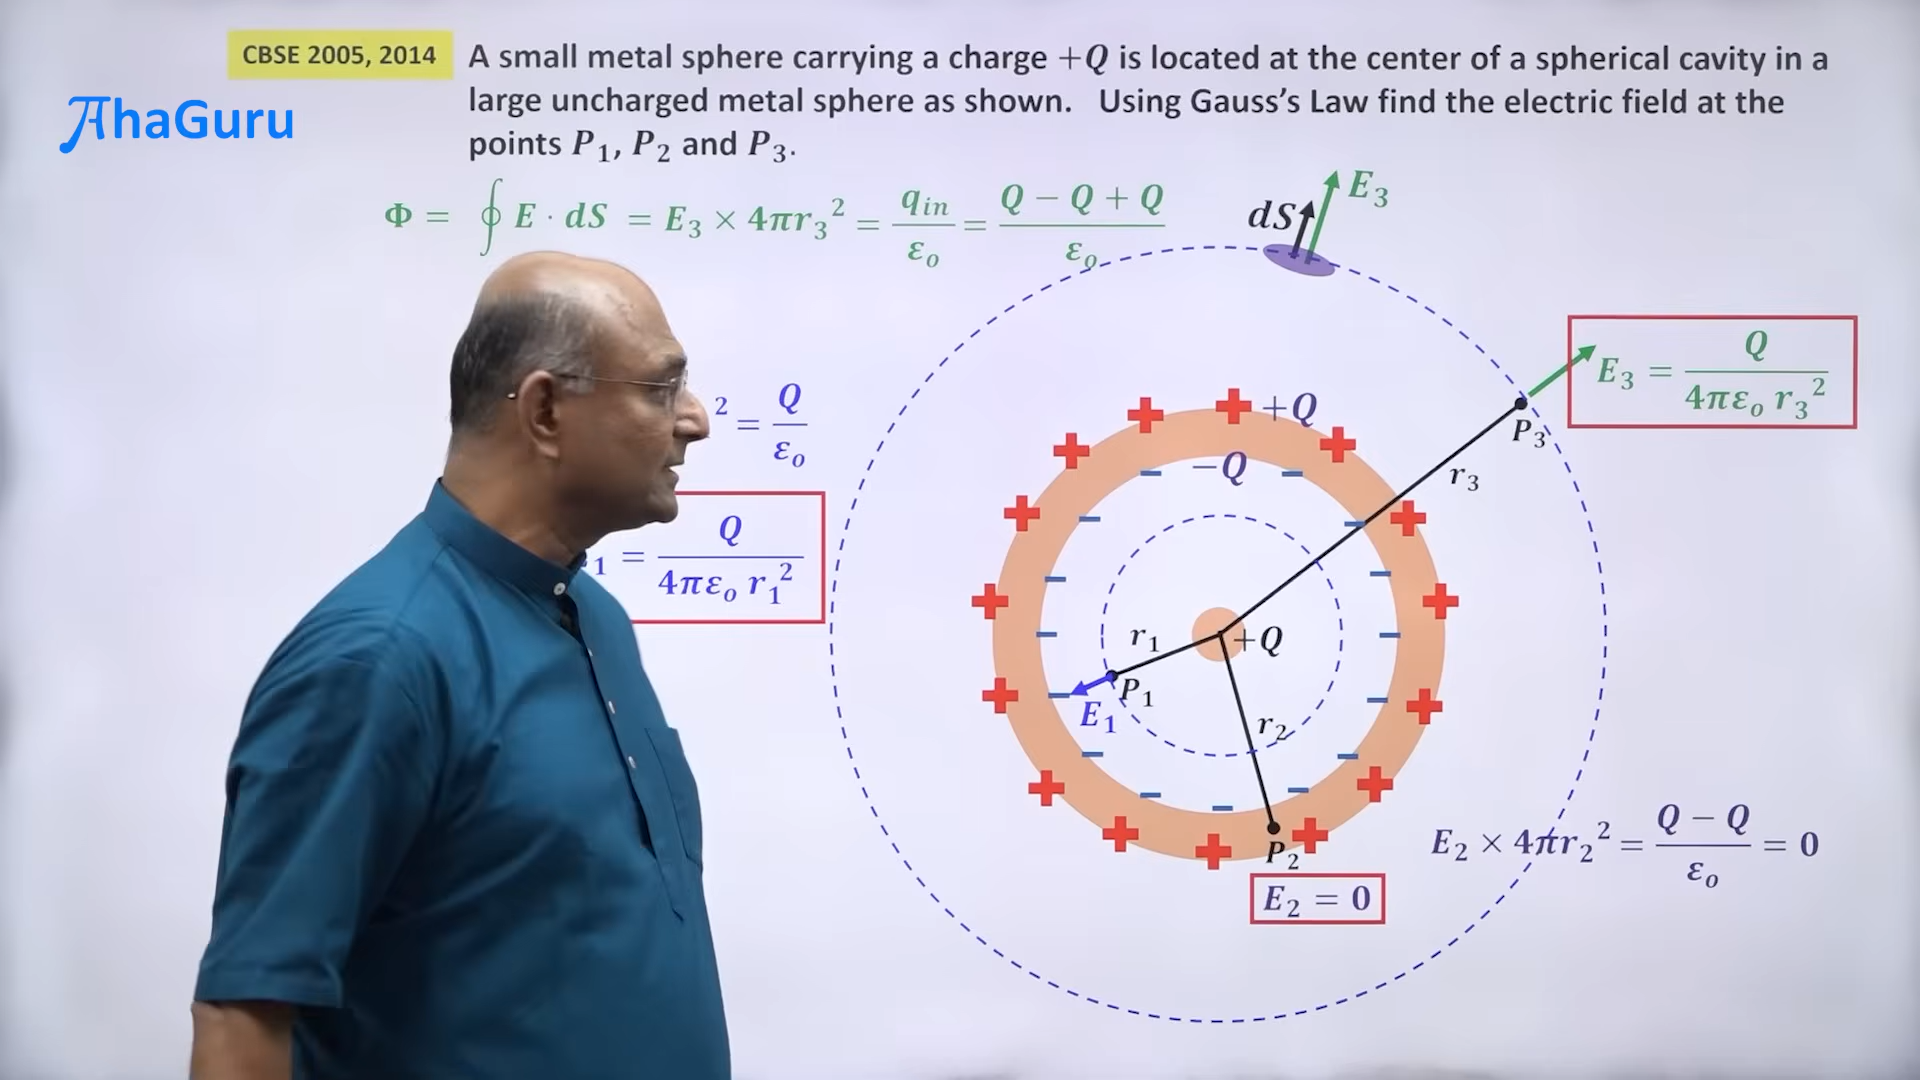 CBSE 2005, 2014
A small metal sphere carrying a charge +Q is located at the center of a spherical cavity in a
large uncharged metal sphere as shown. Using Gauss's Law find the electric field at the
points P₁, P₂ and P₃.
AhaGuru
Φ = ∮ E · dS = E₃ × 4πr₃² = qᵢₙ/εₒ = (Q − Q + Q)/εₒ
dS
E₃
E₃ = Q/(4πεₒ r₃²)
² = Q/εₒ
+Q
−Q
P₃
r₃
₁ = Q/(4πεₒ r₁²)
r₁
+Q
P₁
E₁
r₂
P₂
E₂ × 4πr₂² = (Q − Q)/εₒ = 0
E₂ = 0